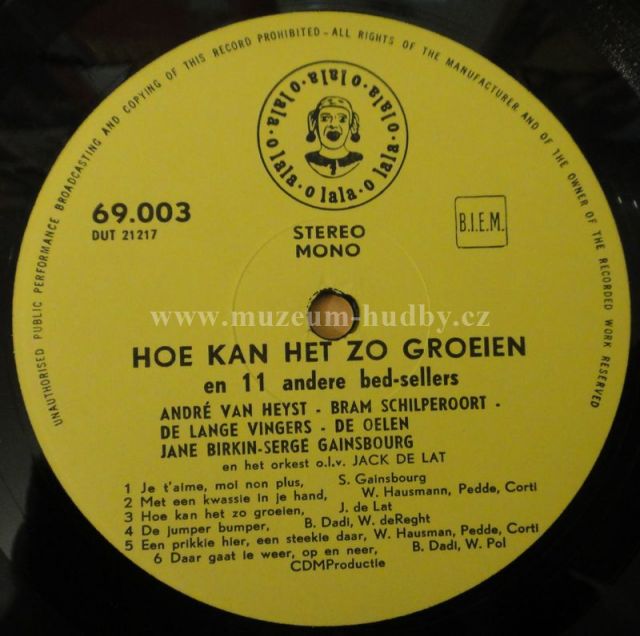 UNAUTHORISED PUBLIC PERFORMANCE BROADCASTING AND COPYING OF THIS RECORD PROHIBITED - ALL RIGHTS OF THE MANUFACTURER AND OF THE OWNER OF THE RECORDED WORK RESERVED
o lala · o lala · o lala · o lala · o lala · o lala ·
69.003
DUT 21217
STEREO
MONO
B.I.E.M.
www.muzeum-hudby.cz
HOE KAN HET ZO GROEIEN
en 11 andere bed-sellers
ANDRÉ VAN HEYST - BRAM SCHILPEROORT -
DE LANGE VINGERS - DE OELEN
JANE BIRKIN-SERGE GAINSBOURG
en het orkest o.l.v. JACK DE LAT
1 Je t'aime, moi non plus, S. Gainsbourg
2 Met een kwassie in je hand, W. Hausmann, Pedde, Corti
3 Hoe kan het zo groeien, J. de Lat
4 De jumper bumper, B. Dadi, W. deReght
5 Een prikkie hier, een steekie daar, W. Hausman, Pedde, Corti
6 Daar gaat ie weer, op en neer, B. Dadi, W. Pol
CDMProductie